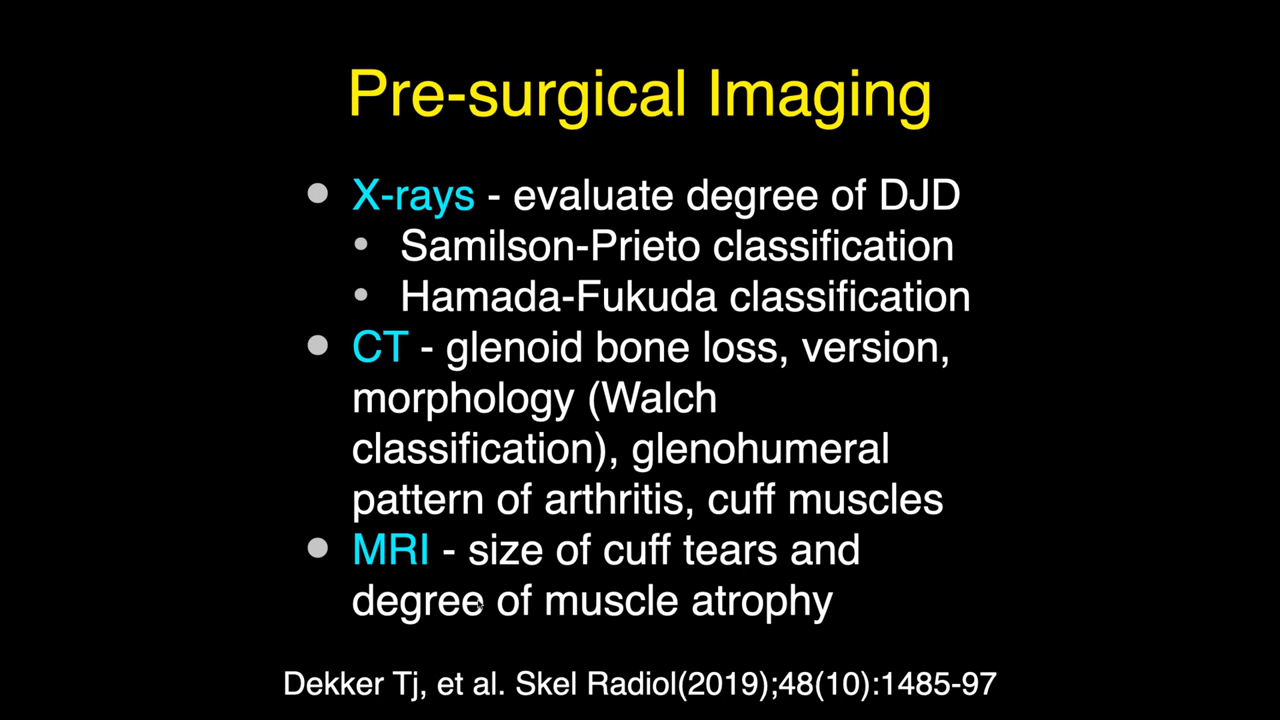 Pre-surgical Imaging
• X-rays - evaluate degree of DJD
• Samilson-Prieto classification
• Hamada-Fukuda classification
• CT - glenoid bone loss, version,
morphology (Walch
classification), glenohumeral
pattern of arthritis, cuff muscles
• MRI - size of cuff tears and
degree of muscle atrophy
Dekker Tj, et al. Skel Radiol(2019);48(10):1485-97